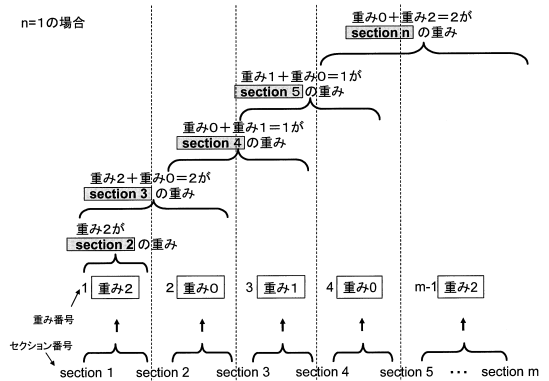 n=1の場合
重み0+重み2=2が
section n の重み
重み1+重み0=1が
section 5 の重み
重み0+重み1=1が
section 4 の重み
重み2+重み0=2が
section 3 の重み
重み2が
section 2 の重み
1 重み2 2 重み0 3 重み1 4 重み0 m-1 重み2
重み番号
セクション番号
section 1 section 2 section 3 section 4 section 5 … section m